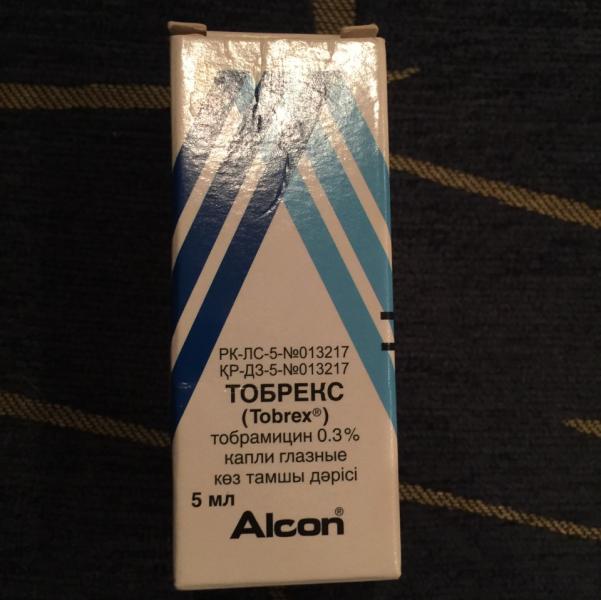 РК-ЛС-5-№013217
ҚР-ДЗ-5-№013217
ТОБРЕКС
(Tobrex®)
тобрамицин 0.3%
капли глазные
көз тамшы дәрісі
5 мл
Alcon®